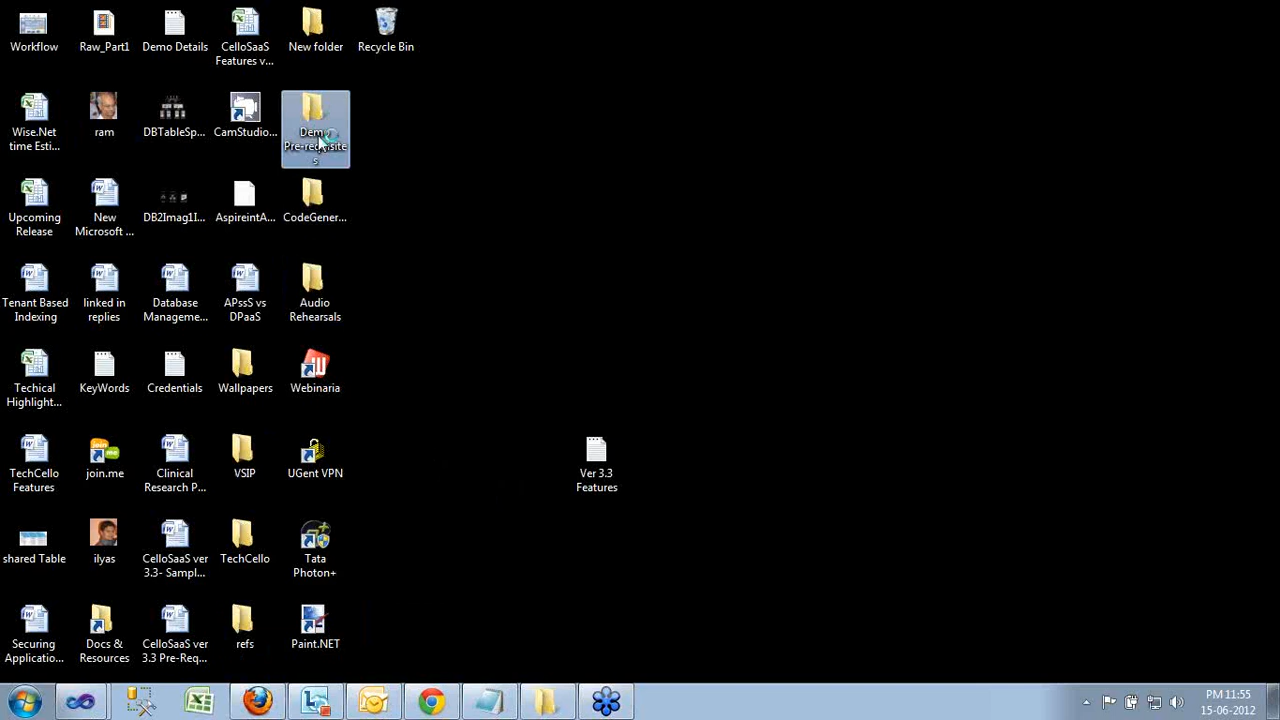 Workflow
Raw_Part1
Demo Details
CelloSaaS
Features v...
New folder
Recycle Bin
Wise.Net
time Esti...
ram
DBTableSp...
CamStudio...
Demo
Pre-requisite
s
Upcoming
Release
New
Microsoft ...
DB2Imag1I...
AspireintA...
CodeGener...
Tenant Based
Indexing
linked in
replies
Database
Manageme...
APssS vs
DPaaS
Audio
Rehearsals
Techical
Highlight...
KeyWords
Credentials
Wallpapers
Webinaria
TechCello
Features
join.me
Clinical
Research P...
VSIP
UGent VPN
Ver 3.3
Features
shared Table
ilyas
CelloSaaS ver
3.3- Sampl...
TechCello
Tata
Photon+
Securing
Applicatio...
Docs &
Resources
CelloSaaS ver
3.3 Pre-Req...
refs
Paint.NET
PM 11:55
15-06-2012